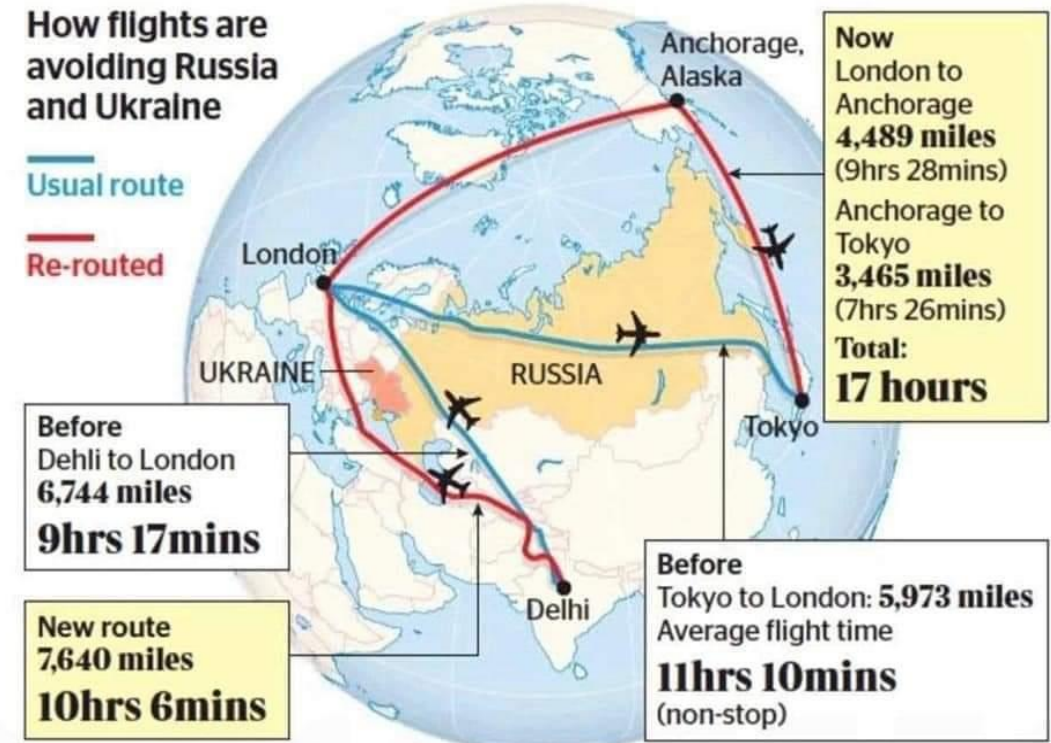 How flights are
avoiding Russia
and Ukraine
Usual route
Re-routed
Anchorage,
Alaska
London
UKRAINE
RUSSIA
Tokyo
Delhi
Now
London to
Anchorage
4,489 miles
(9hrs 28mins)
Anchorage to
Tokyo
3,465 miles
(7hrs 26mins)
Total:
17 hours
Before
Dehli to London
6,744 miles
9hrs 17mins
New route
7,640 miles
10hrs 6mins
Before
Tokyo to London: 5,973 miles
Average flight time
11hrs 10mins
(non-stop)